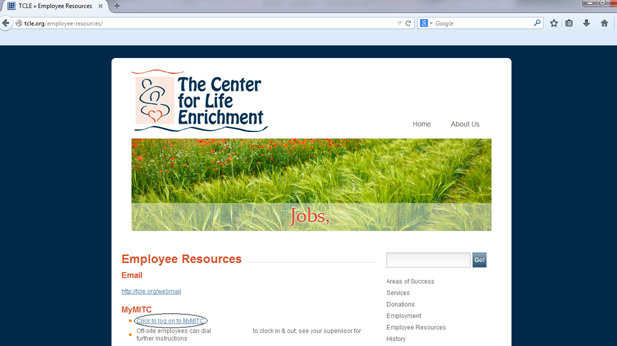 TCLE » Employee Resources
tcle.org/employee-resources/
Google
The Center
for Life
Enrichment
Home About Us
Jobs,
Employee Resources
Go!
Email
http://tcle.org/webmail
MyMITC
Click to log on to MyMITC
Off-site employees can dial to clock in & out; see your supervisor for
further instructions
Areas of Success
Services
Donations
Employment
Employee Resources
History